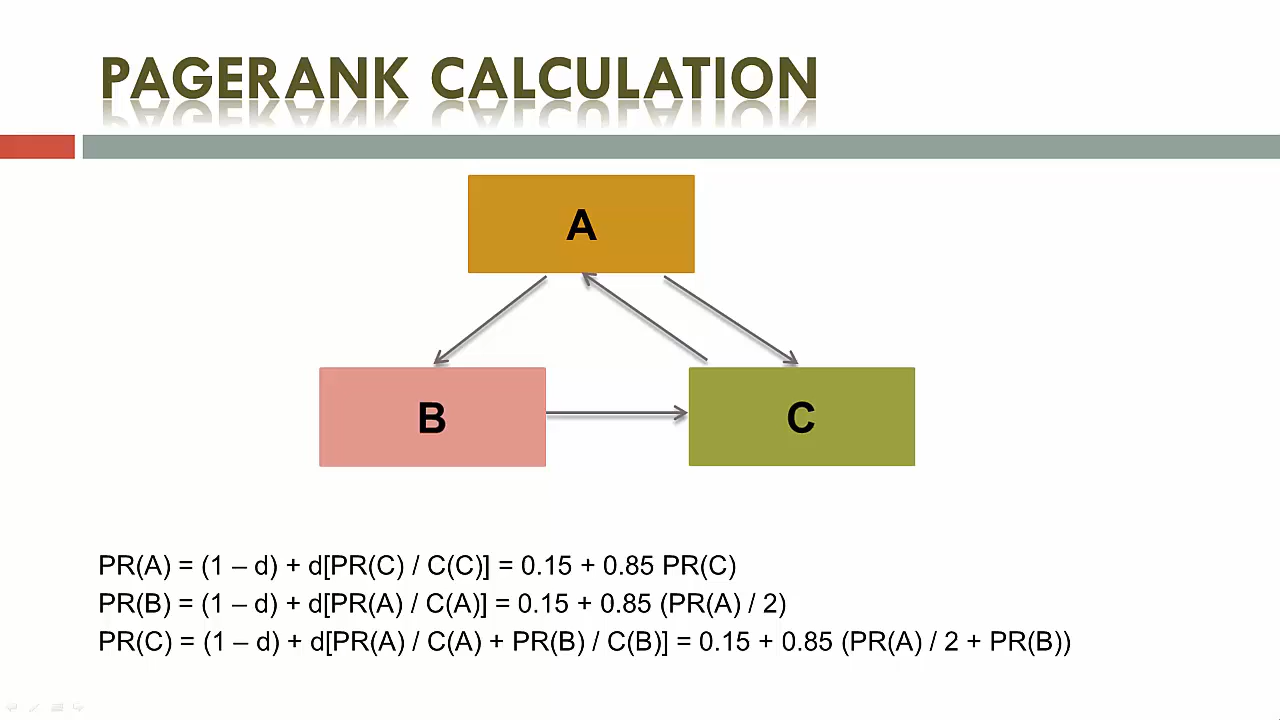 PAGERANK CALCULATION
A
B
C
PR(A) = (1 – d) + d[PR(C) / C(C)] = 0.15 + 0.85 PR(C)
PR(B) = (1 – d) + d[PR(A) / C(A)] = 0.15 + 0.85 (PR(A) / 2)
PR(C) = (1 – d) + d[PR(A) / C(A) + PR(B) / C(B)] = 0.15 + 0.85 (PR(A) / 2 + PR(B))